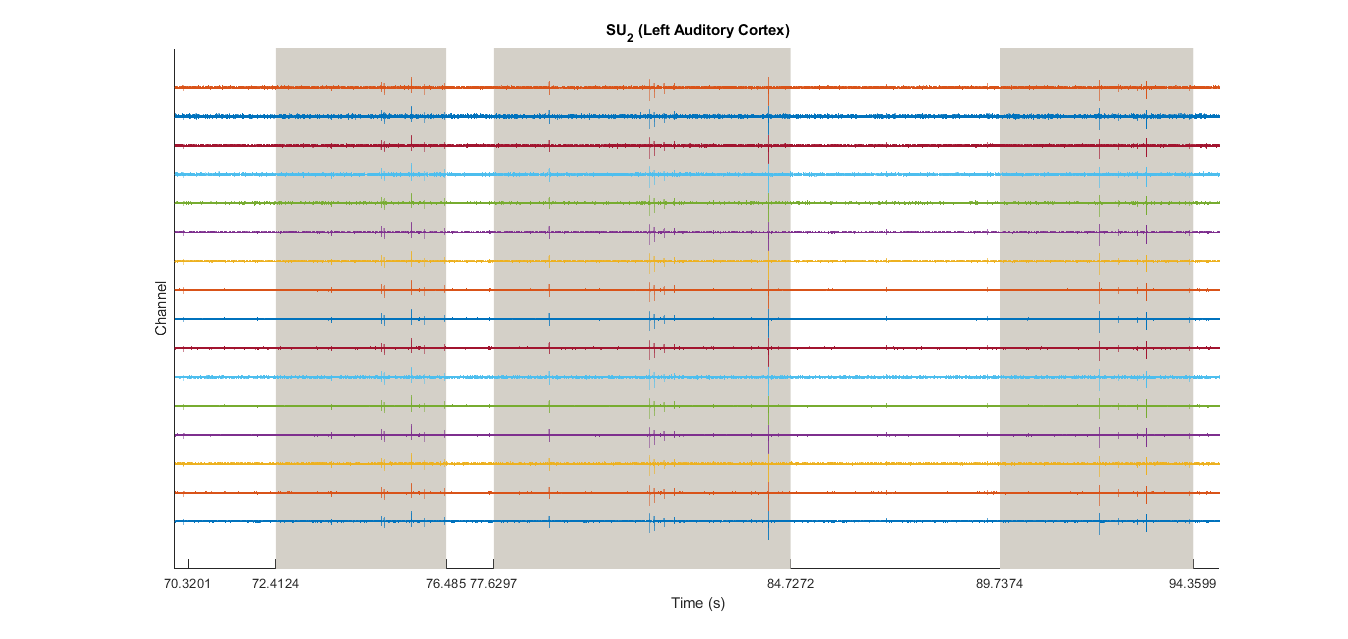 SU2 (Left Auditory Cortex)
Channel
70.3201 72.4124 76.485 77.6297 84.7272 89.7374 94.3599
Time (s)